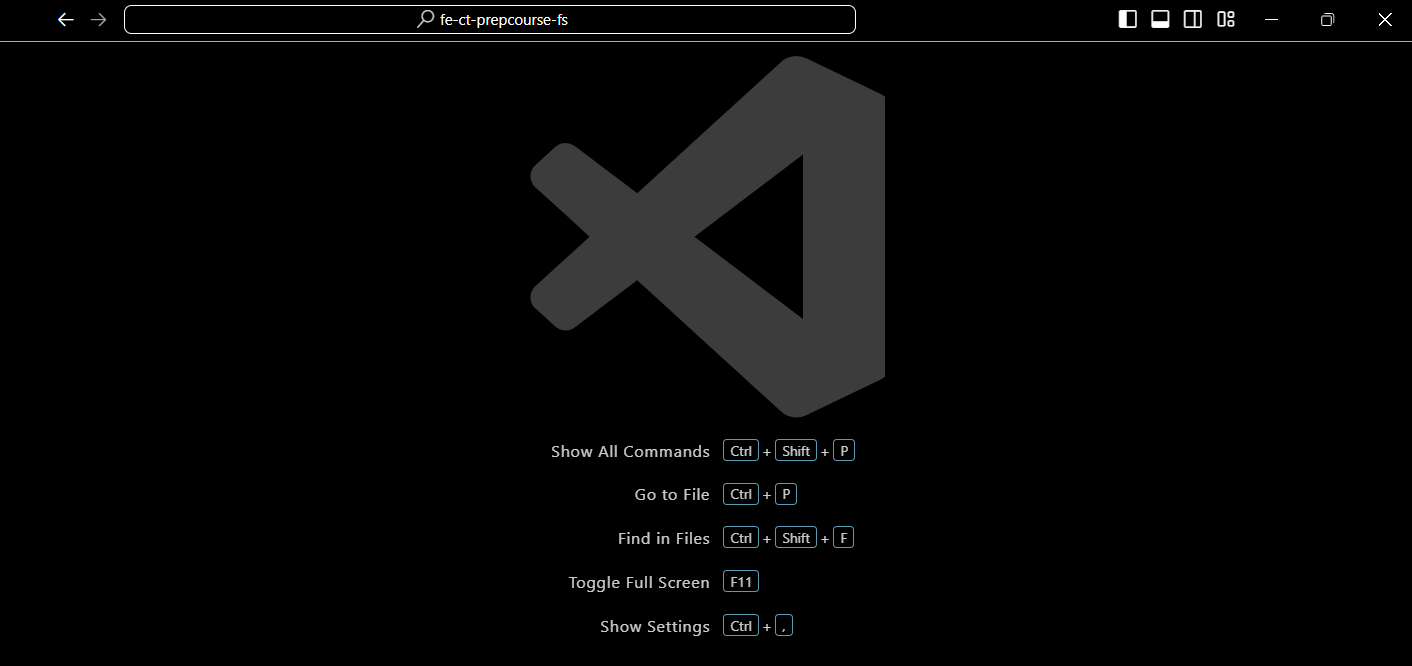 fe-ct-prepcourse-fs
Show All Commands Ctrl + Shift + P
Go to File Ctrl + P
Find in Files Ctrl + Shift + F
Toggle Full Screen F11
Show Settings Ctrl + ,